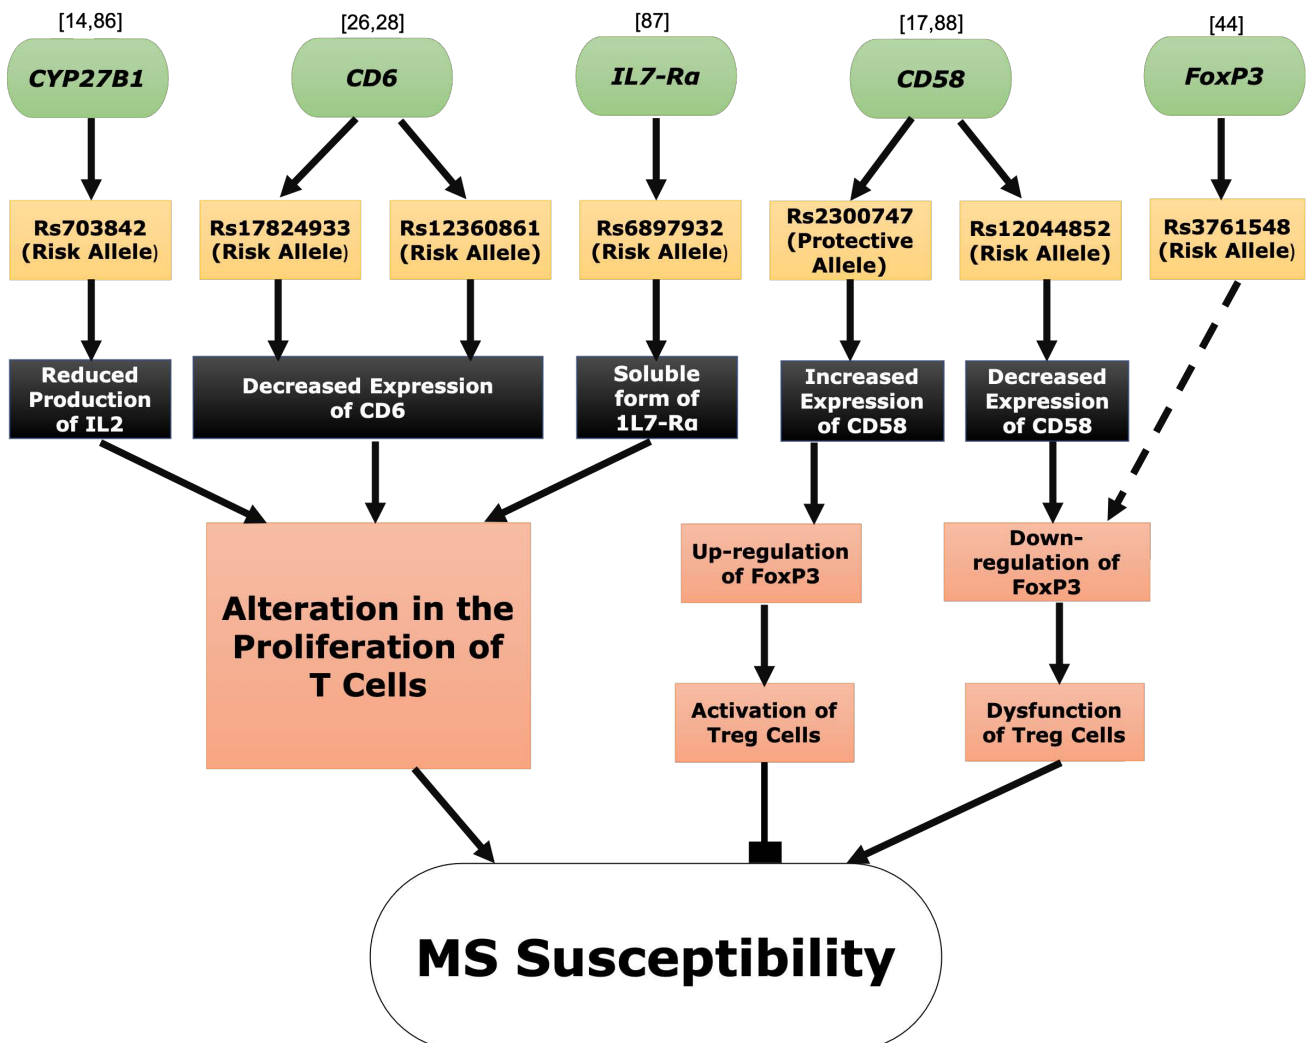 [14,86]
[26,28]
[87]
[17,88]
[44]
CYP27B1
CD6
IL7-Rα
CD58
FoxP3
Rs703842
(Risk Allele)
Rs17824933
(Risk Allele)
Rs12360861
(Risk Allele)
Rs6897932
(Risk Allele)
Rs2300747
(Protective
Allele)
Rs12044852
(Risk Allele)
Rs3761548
(Risk Allele)
Reduced
Production
of IL2
Decreased Expression
of CD6
Soluble
form of
1L7-Rα
Increased
Expression
of CD58
Decreased
Expression
of CD58
Alteration in the
Proliferation of
T Cells
Up-regulation
of FoxP3
Down-
regulation of
FoxP3
Activation of
Treg Cells
Dysfunction
of Treg Cells
MS Susceptibility